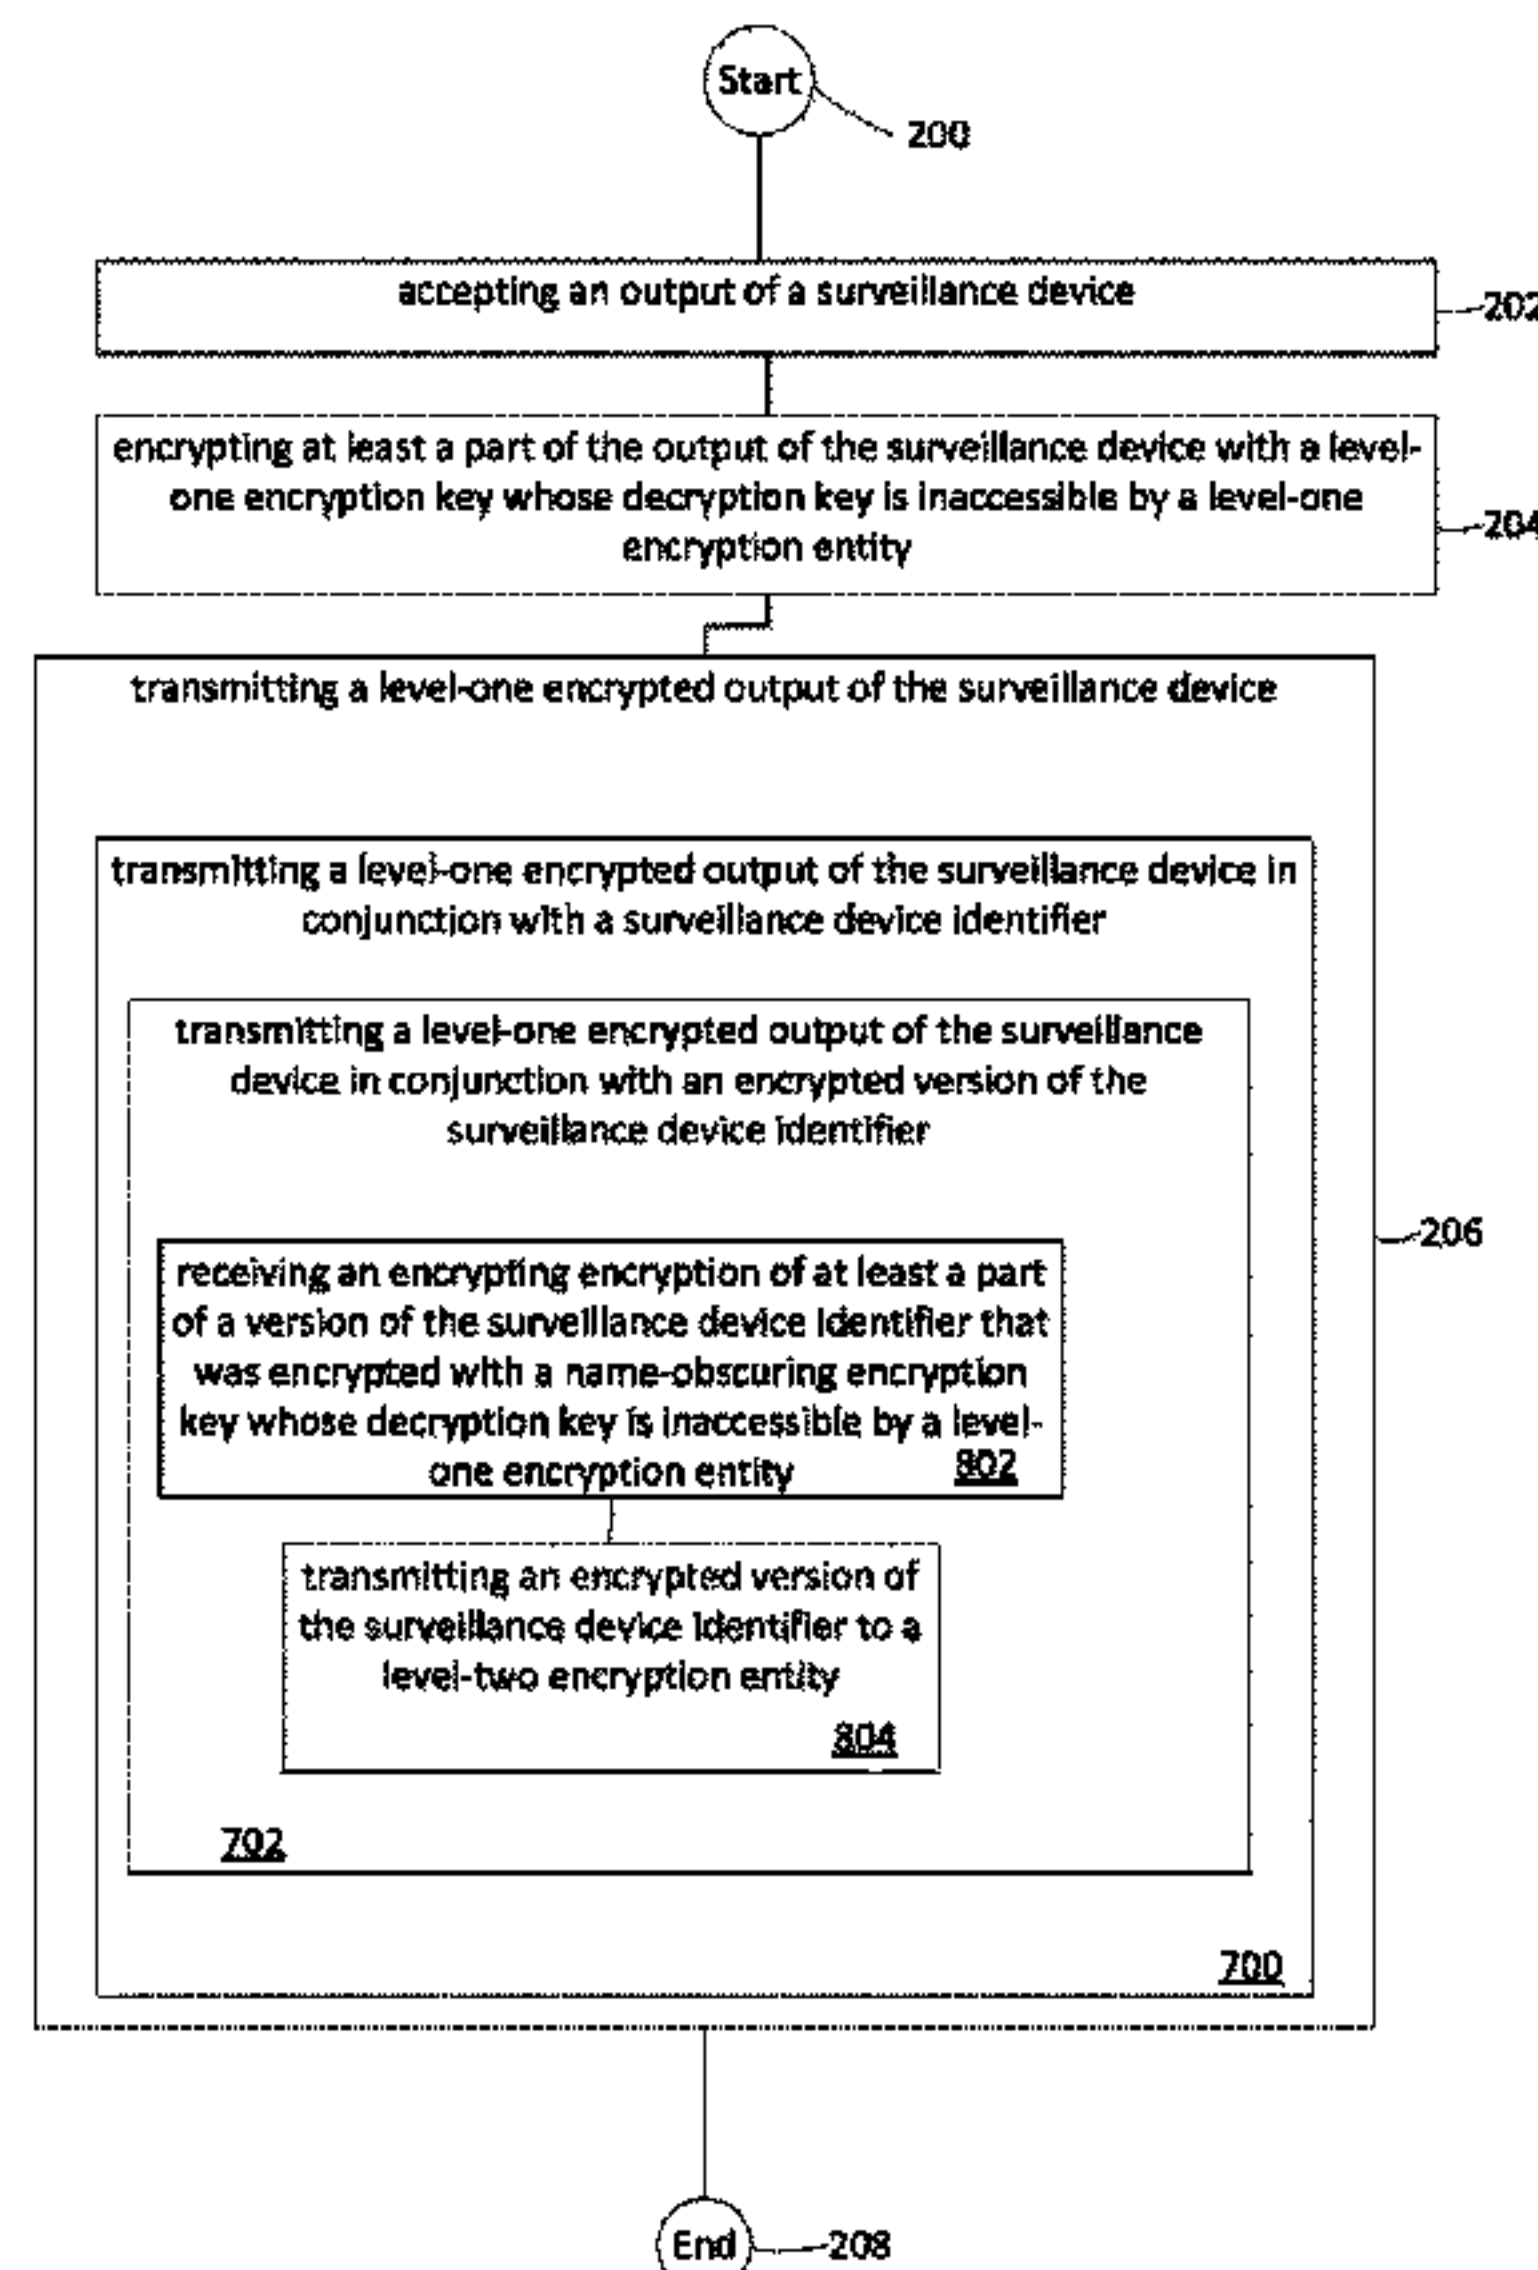 Start
200
accepting an output of a surveillance device
202
encrypting at least a part of the output of the surveillance device with a level-
one encryption key whose decryption key is inaccessible by a level-one
encryption entity
204
transmitting a level-one encrypted output of the surveillance device
transmitting a level-one encrypted output of the surveillance device in
conjunction with a surveillance device identifier
transmitting a level-one encrypted output of the surveillance
device in conjunction with an encrypted version of the
surveillance device identifier
206
receiving an encrypting encryption of at least a part
of a version of the surveillance device identifier that
was encrypted with a name-obscuring encryption
key whose decryption key is inaccessible by a level-
one encryption entity
802
transmitting an encrypted version of
the surveillance device identifier to a
level-two encryption entity
804
702
700
End
208